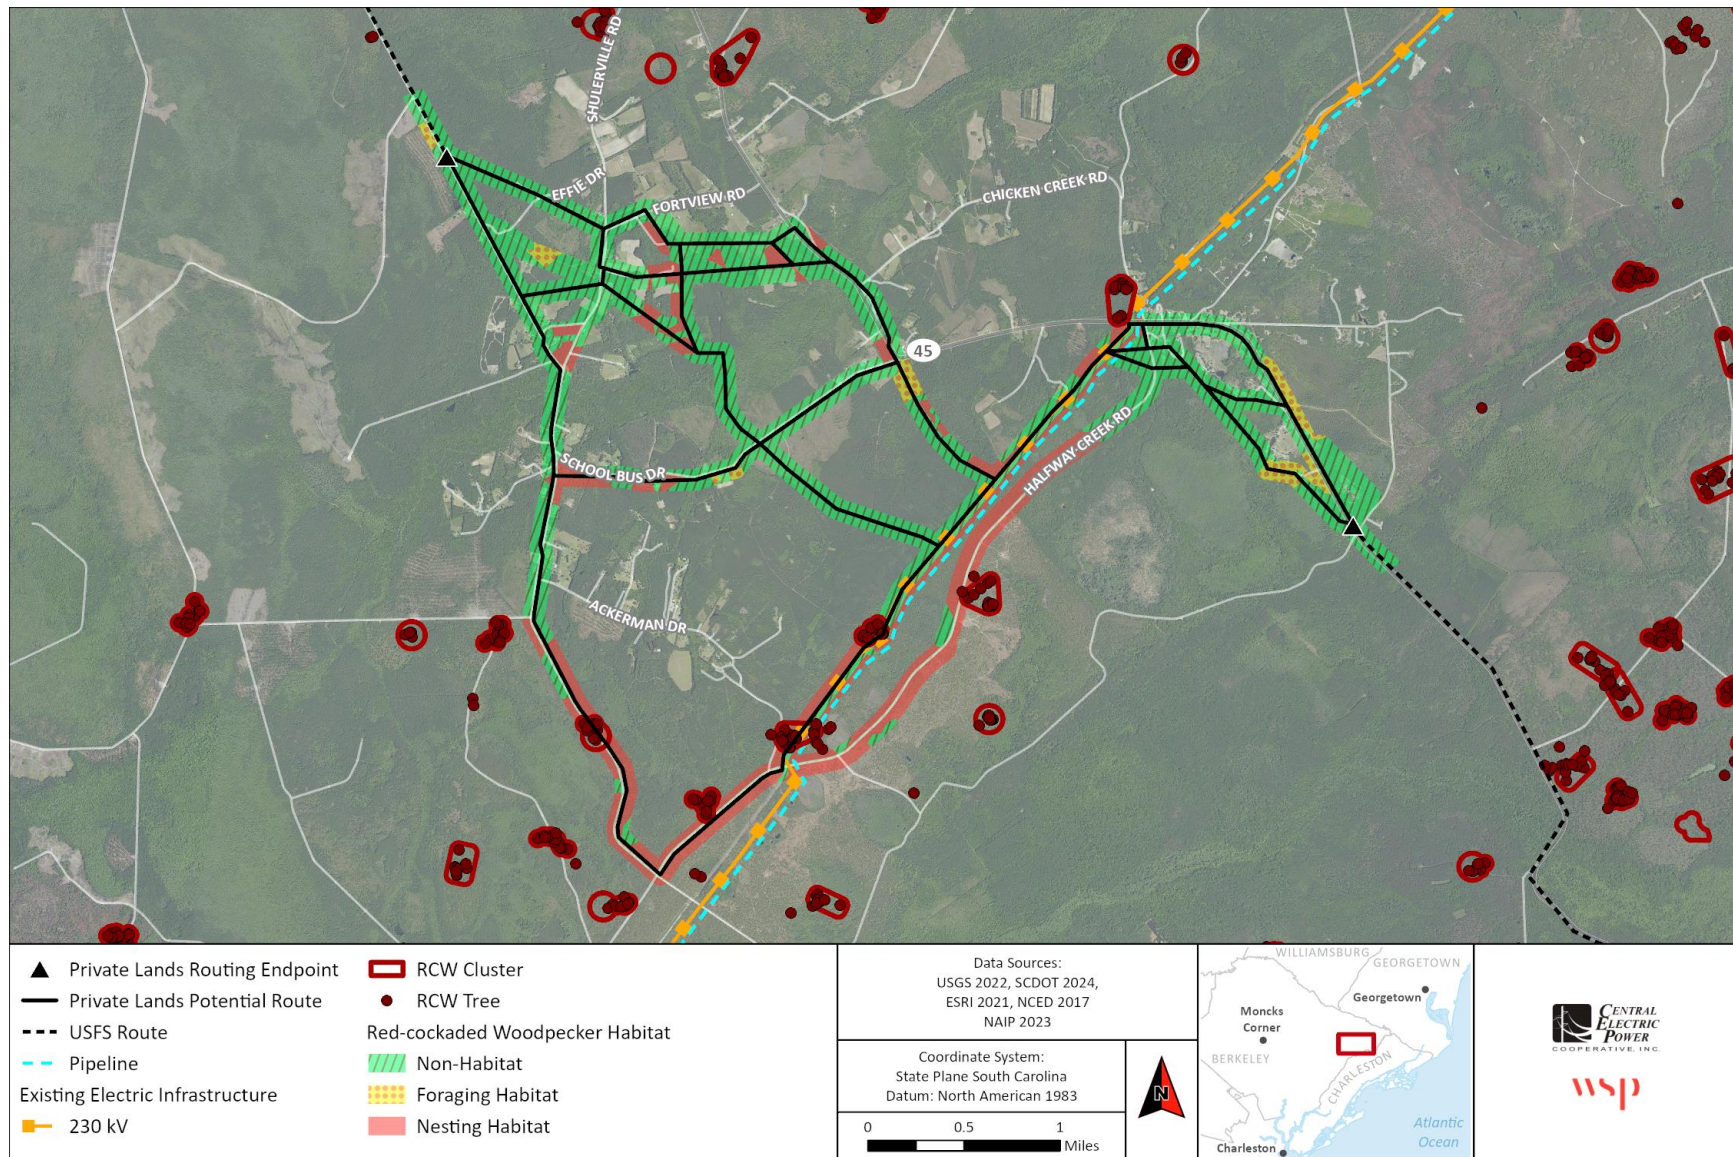 SHULERVILLE RD
EFFIE DR
FORTVIEW RD
CHICKEN CREEK RD
45
HALFWAY CREEK RD
SCHOOL BUS DR
ACKERMAN DR
Private Lands Routing Endpoint
Private Lands Potential Route
USFS Route
Pipeline
Existing Electric Infrastructure
230 kV
RCW Cluster
RCW Tree
Red-cockaded Woodpecker Habitat
Non-Habitat
Foraging Habitat
Nesting Habitat
Data Sources:
USGS 2022, SCDOT 2024,
ESRI 2021, NCED 2017
NAIP 2023
Coordinate System:
State Plane South Carolina
Datum: North American 1983
0 0.5 1
Miles
N
WILLIAMSBURG
GEORGETOWN
Georgetown
Moncks
Corner
BERKELEY
CHARLESTON
Atlantic
Ocean
Charleston
CENTRAL
ELECTRIC
POWER
COOPERATIVE, INC.
wsp